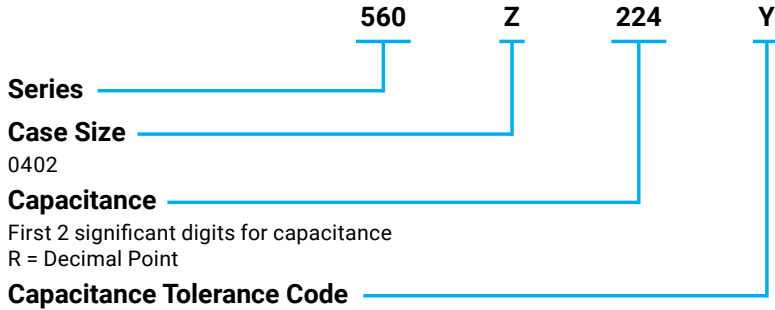 560 Z 224 Y
Series
Case Size
0402
Capacitance
First 2 significant digits for capacitance
R = Decimal Point
Capacitance Tolerance Code